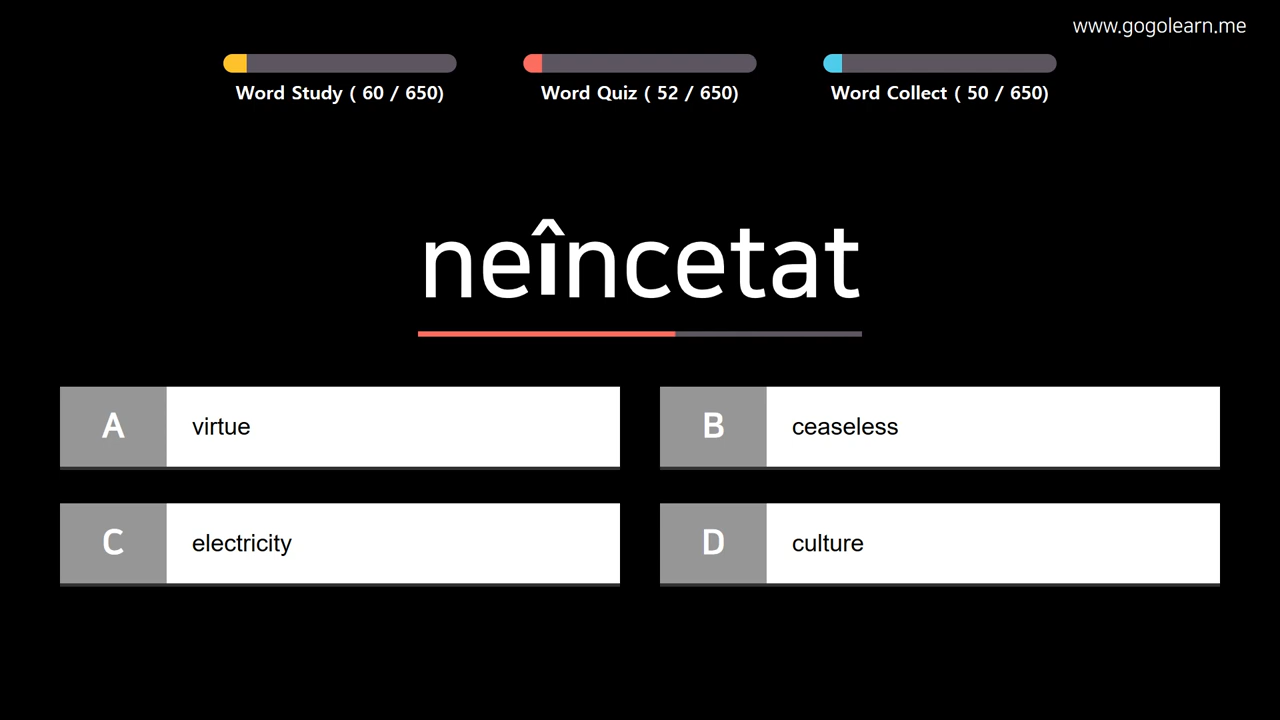 www.gogolearn.me
Word Study ( 60 / 650)
Word Quiz ( 52 / 650)
Word Collect ( 50 / 650)
neîncetat
A virtue
B ceaseless
C electricity
D culture